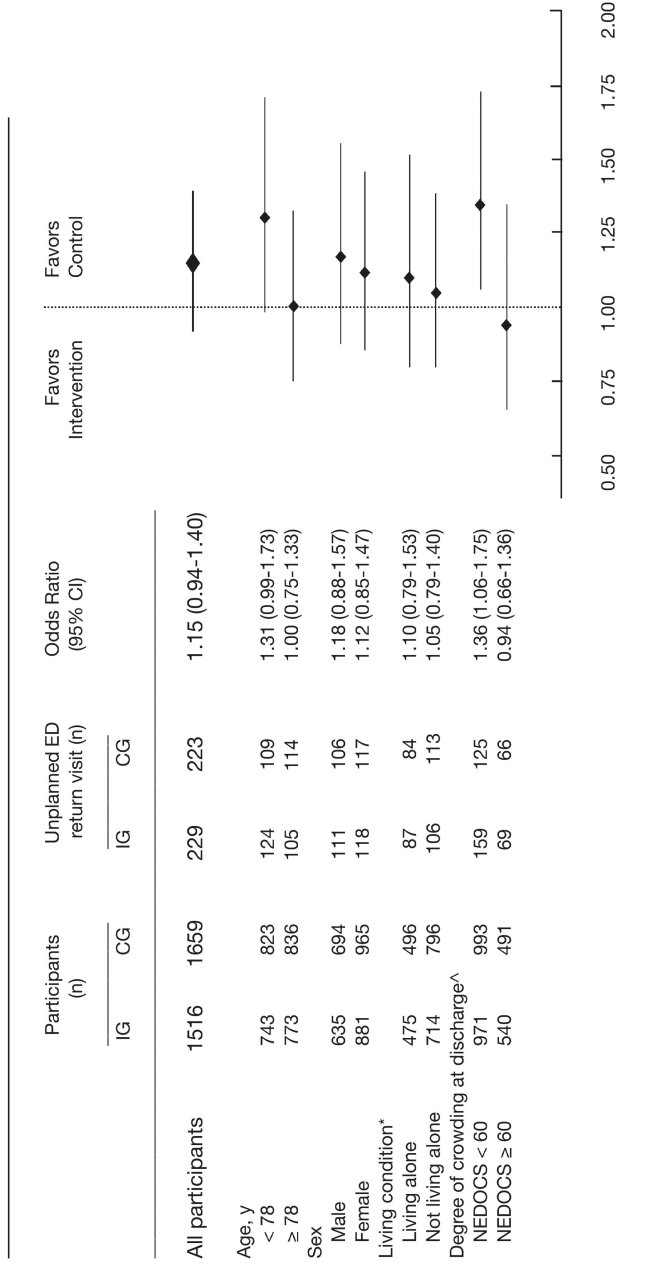 Participants (n) Unplanned ED return visit (n) Odds Ratio (95% CI) Favors Intervention Favors Control
IG CG IG CG
All participants 1516 1659 229 223 1.15 (0.94-1.40)
Age, y
< 78 743 823 124 109 1.31 (0.99-1.73)
≥ 78 773 836 105 114 1.00 (0.75-1.33)
Sex
Male 635 694 111 106 1.18 (0.88-1.57)
Female 881 965 118 117 1.12 (0.85-1.47)
Living condition*
Living alone 475 496 87 84 1.10 (0.79-1.53)
Not living alone 714 796 106 113 1.05 (0.79-1.40)
Degree of crowding at discharge^
NEDOCS < 60 971 993 159 125 1.36 (1.06-1.75)
NEDOCS ≥ 60 540 491 69 66 0.94 (0.66-1.36)
0.50 0.75 1.00 1.25 1.50 1.75 2.00